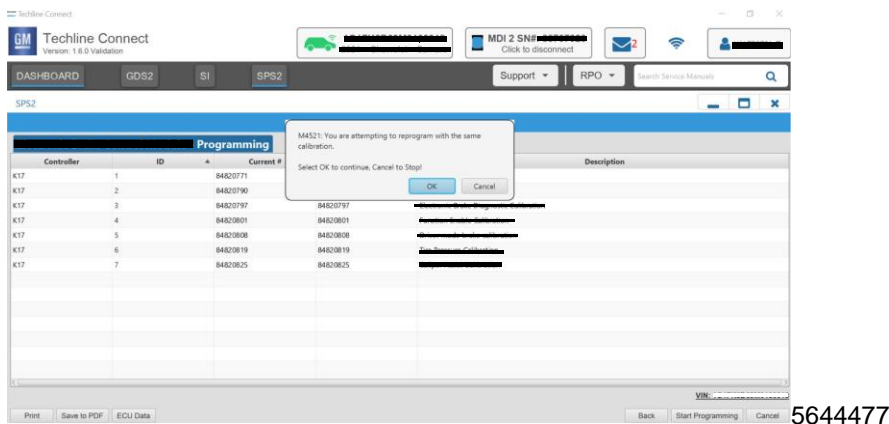 Techline Connect
GM
Techline Connect
Version: 1.6.0 Validation
MDI 2 SN#
Click to disconnect
2
DASHBOARD GDS2 SI SPS2 Support RPO Search Service Manuals
SPS2
Programming
M4521: You are attempting to reprogram with the same
calibration.
Select OK to continue, Cancel to Stop!
OK Cancel
Controller ID Current # Description
K17 1 84820771
K17 2 84820790
K17 3 84820797 84820797
K17 4 84820801 84820801
K17 5 84820808 84820808
K17 6 84820819 84820819 Tire Pressure Calibration
K17 7 84820825 84820825
VIN:
Print Save to PDF ECU Data Back Start Programming Cancel
5644477